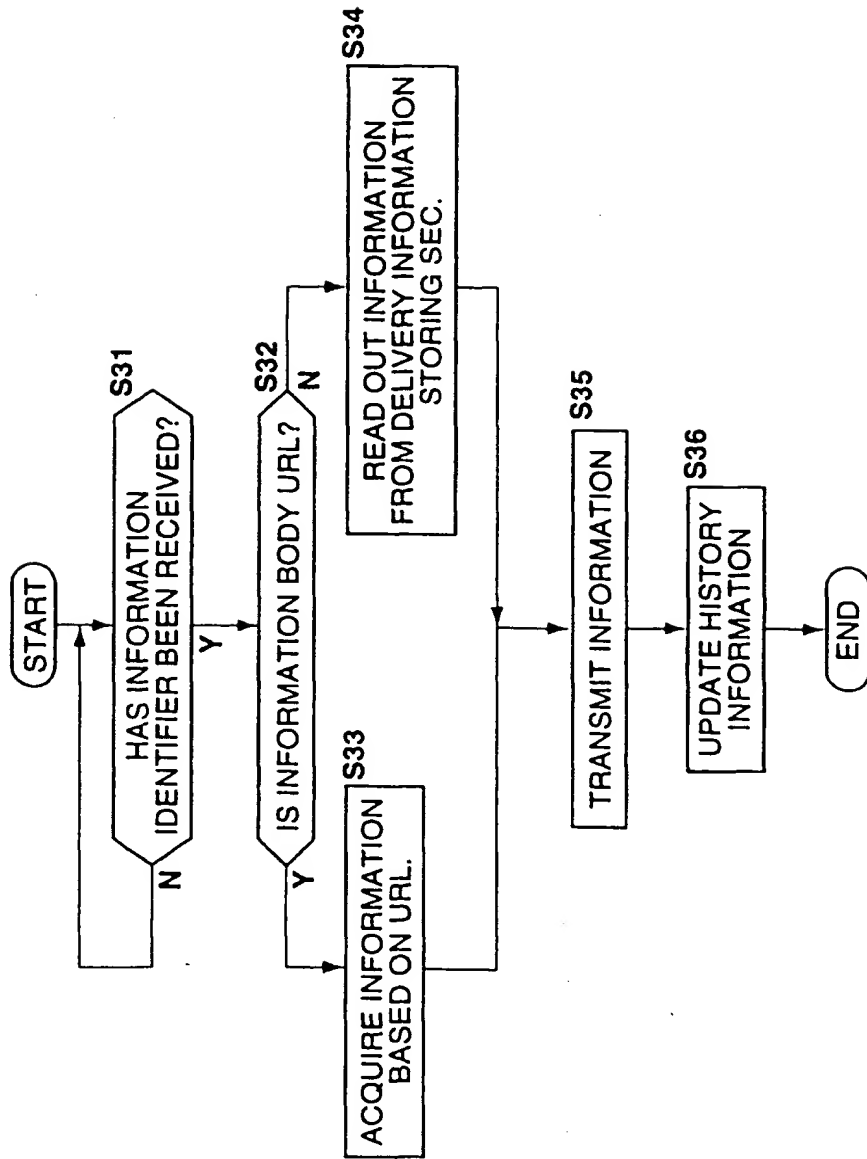 START
S31
HAS INFORMATION
IDENTIFIER BEEN RECEIVED?
N
Y
S32
IS INFORMATION BODY URL?
Y
N
S33
ACQUIRE INFORMATION
BASED ON URL.
S34
READ OUT INFORMATION
FROM DELIVERY INFORMATION
STORING SEC.
S35
TRANSMIT INFORMATION
S36
UPDATE HISTORY
INFORMATION
END